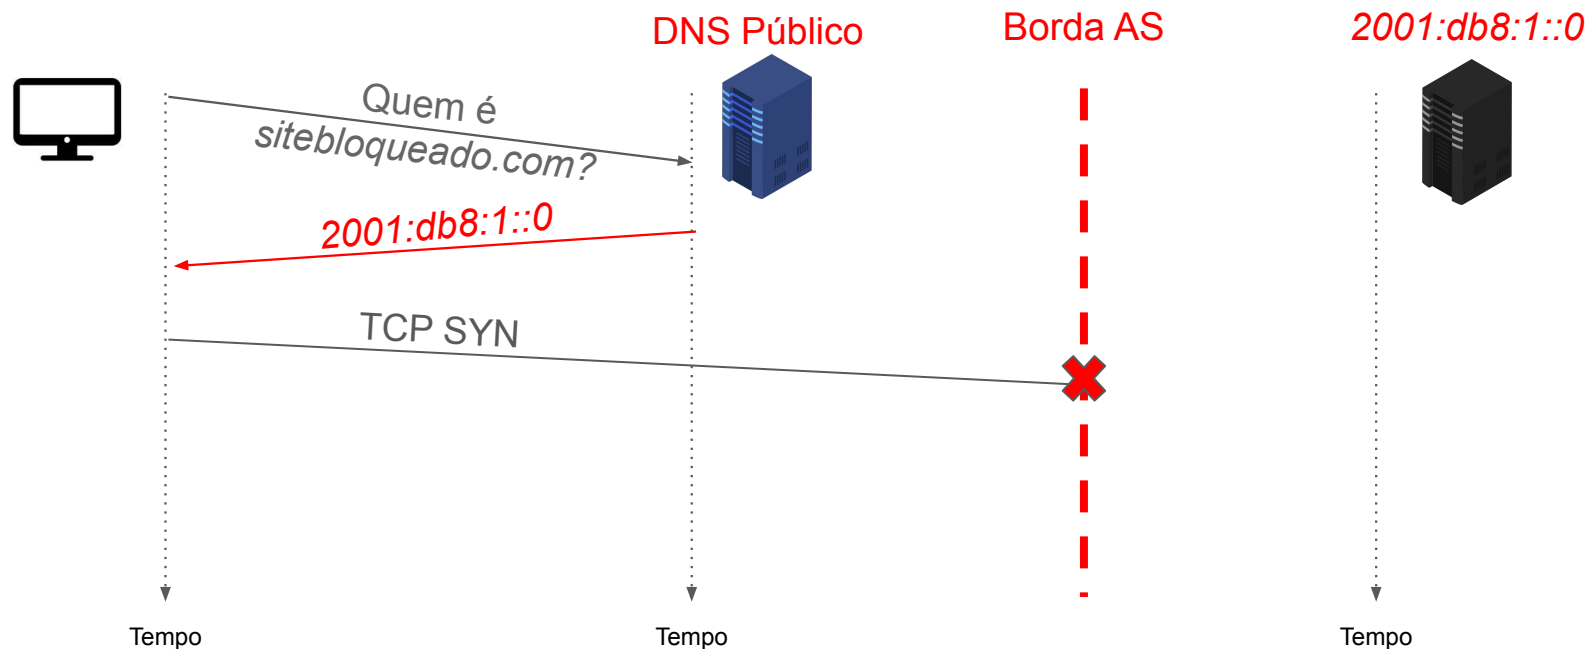 DNS Público
Borda AS
2001:db8:1::0
Quem é
sitebloqueado.com?
2001:db8:1::0
TCP SYN
Tempo
Tempo
Tempo